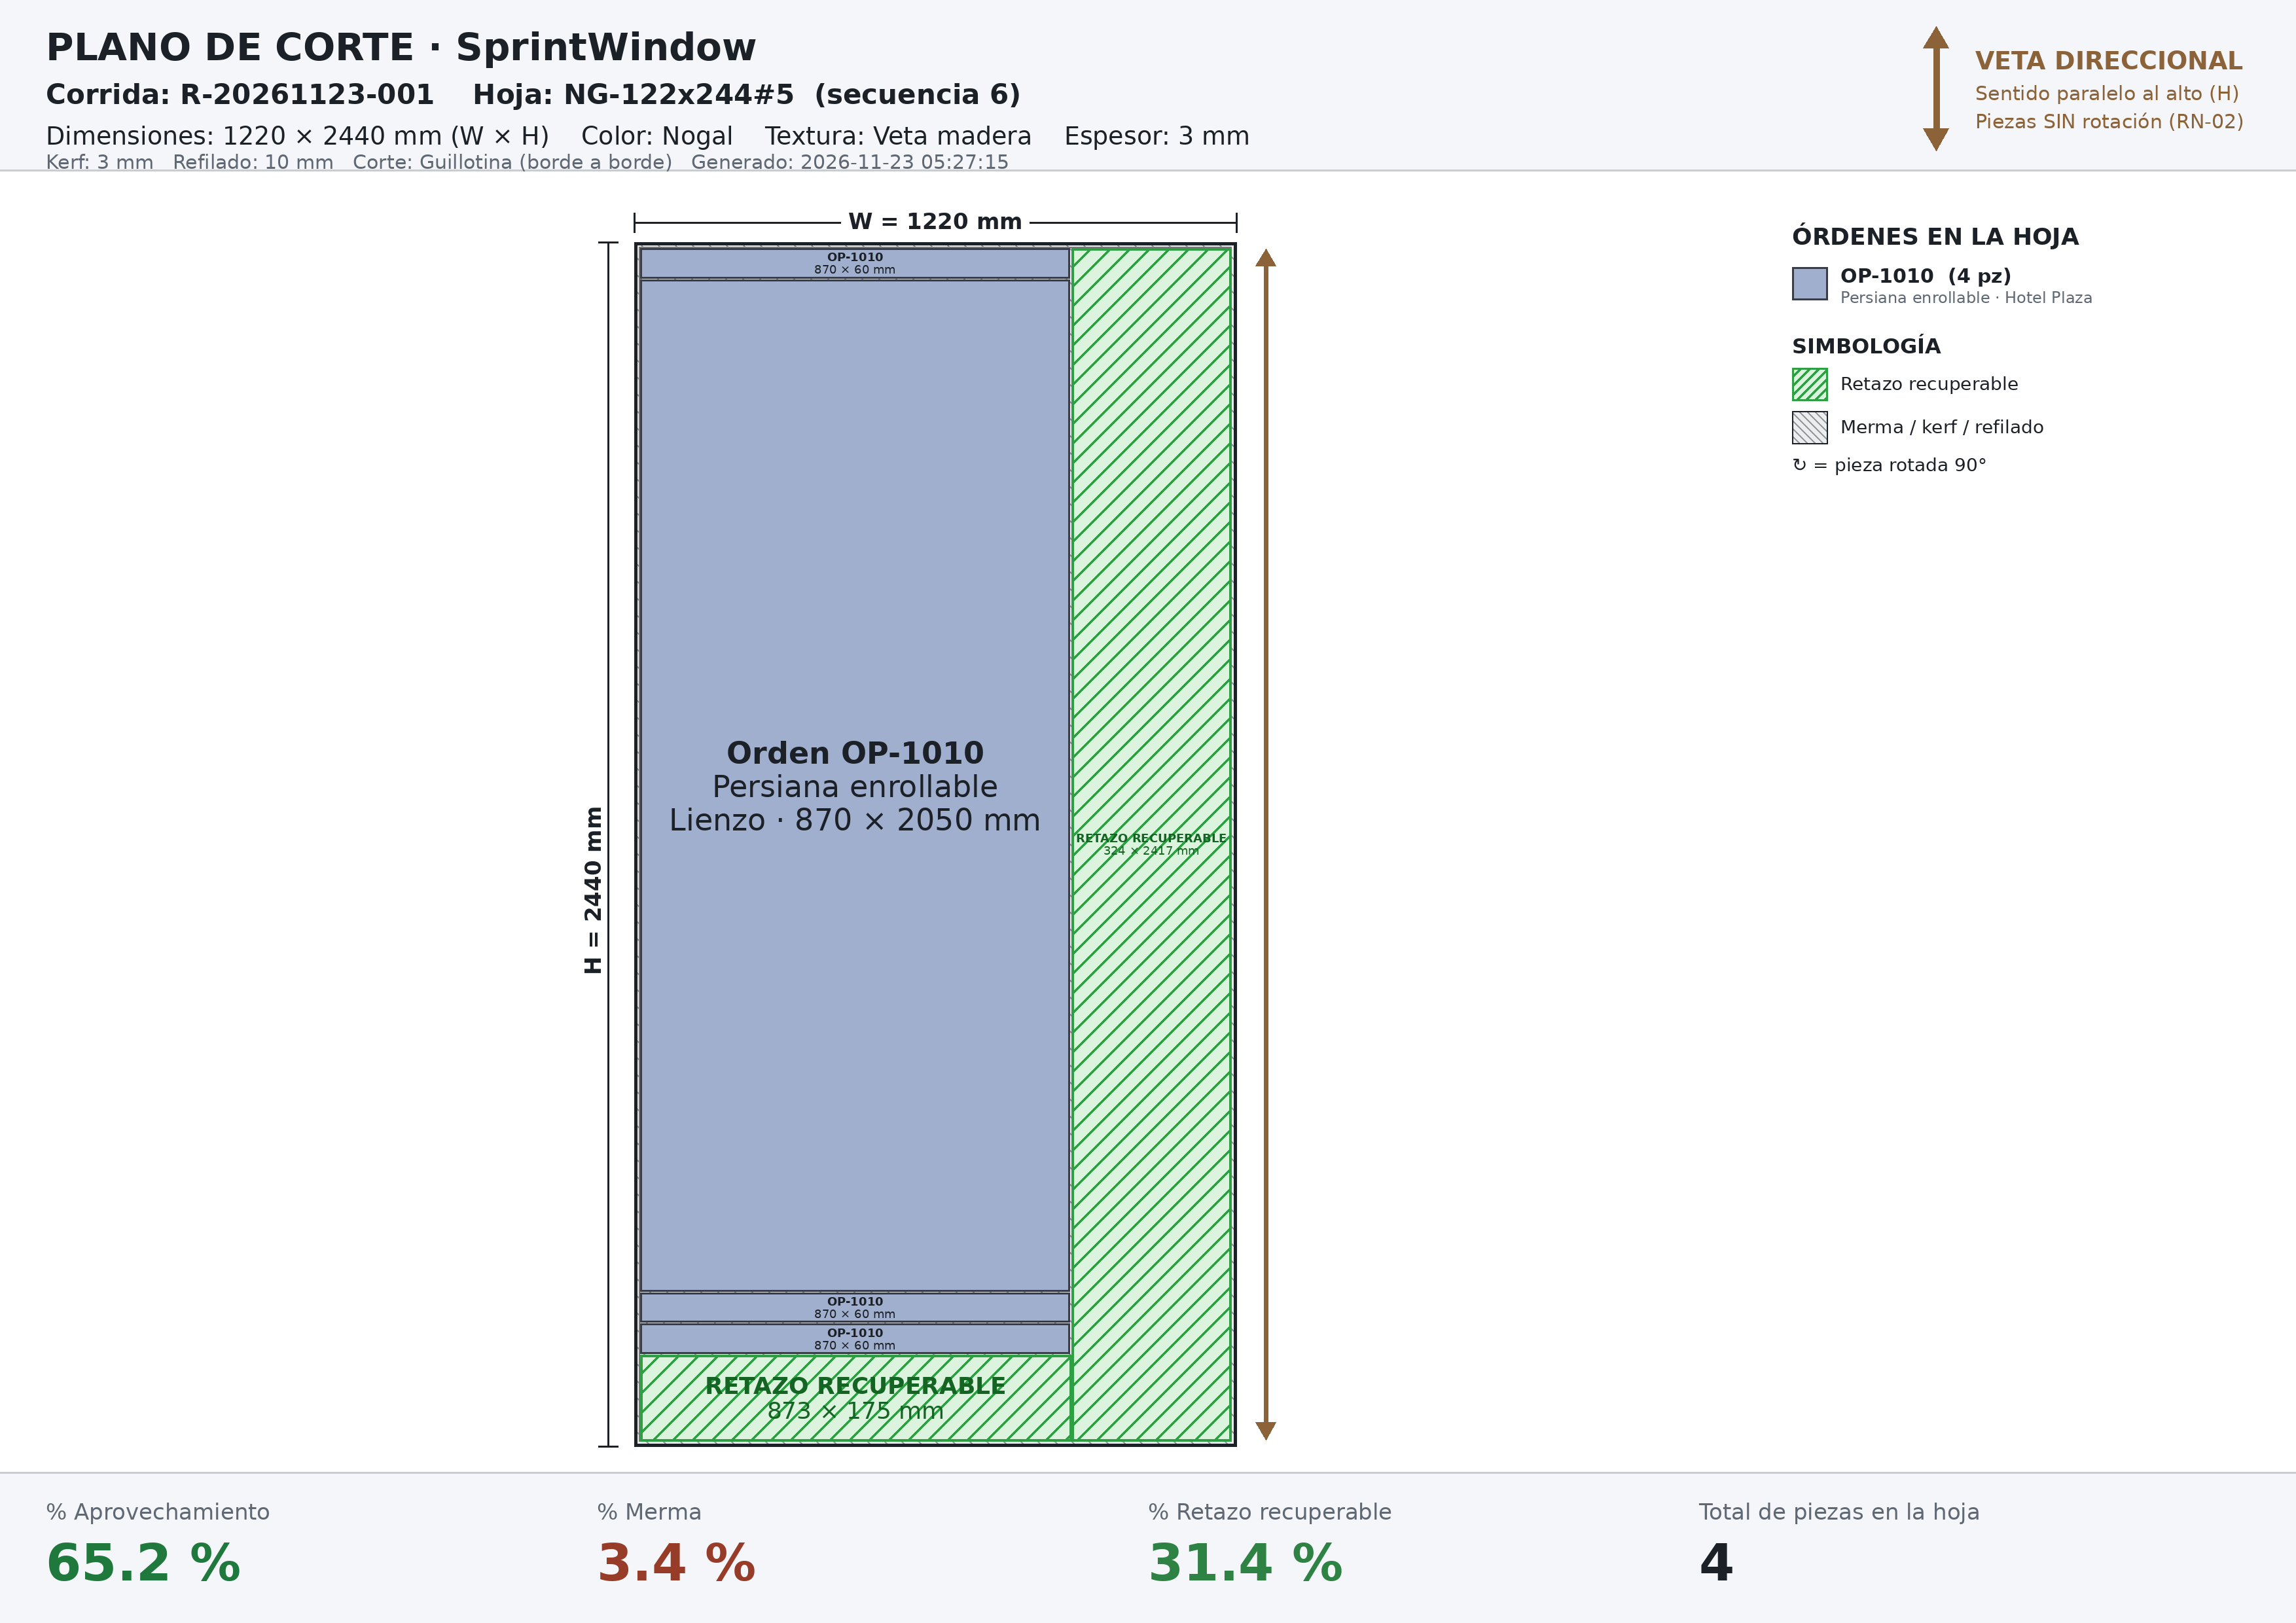 PLANO DE CORTE · SprintWindow
Corrida: R-20261123-001    Hoja: NG-122x244#5  (secuencia 6)
Dimensiones: 1220 × 2440 mm (W × H)    Color: Nogal    Textura: Veta madera    Espesor: 3 mm
Kerf: 3 mm   Refilado: 10 mm   Corte: Guillotina (borde a borde)   Generado: 2026-11-23 05:27:15
VETA DIRECCIONAL
Sentido paralelo al alto (H)
Piezas SIN rotación (RN-02)
W = 1220 mm
H = 2440 mm
OP-1010
870 × 60 mm
Orden OP-1010
Persiana enrollable
Lienzo · 870 × 2050 mm
RETAZO RECUPERABLE
324 × 2417 mm
OP-1010
870 × 60 mm
OP-1010
870 × 60 mm
RETAZO RECUPERABLE
873 × 175 mm
ÓRDENES EN LA HOJA
OP-1010  (4 pz)
Persiana enrollable · Hotel Plaza
SIMBOLOGÍA
Retazo recuperable
Merma / kerf / refilado
↻ = pieza rotada 90°
% Aprovechamiento
65.2 %
% Merma
3.4 %
% Retazo recuperable
31.4 %
Total de piezas en la hoja
4